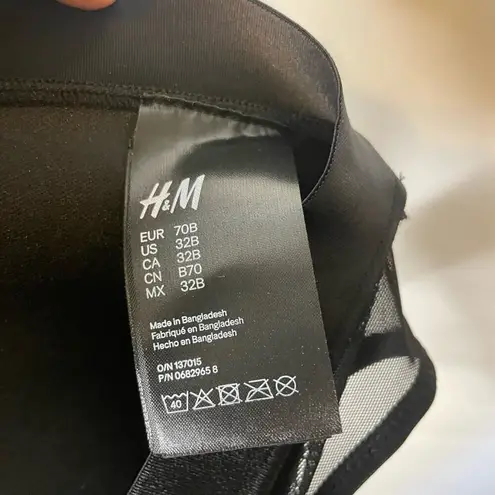 H&M
EUR 70B
US 32B
CA 32B
CN B70
MX 32B
Made in Bangladesh
Fabriqué en Bangladesh
Hecho en Bangladesh
O/N 137015
P/N 0682965 8
40